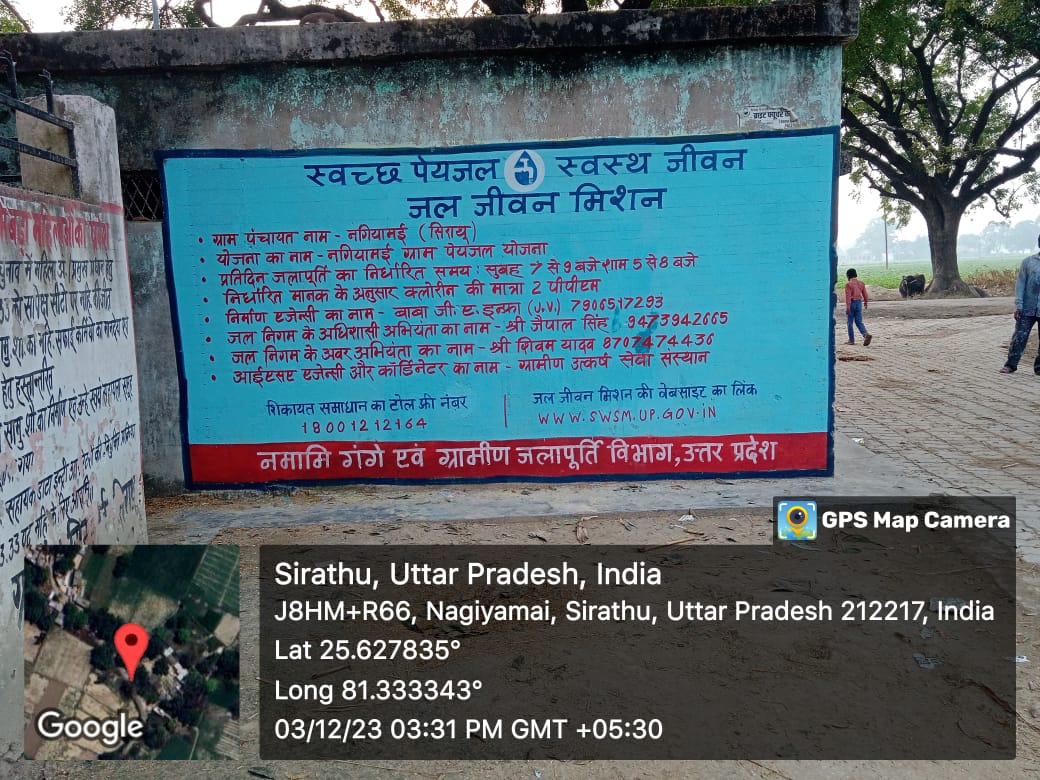 स्वच्छ पेयजल स्वस्थ जीवन
जल जीवन मिशन
• ग्राम पंचायत नाम - नगियामई (सिराथू)
• योजना का नाम - नगियामई ग्राम पेयजल योजना
• प्रतिदिन जलापूर्ति का निर्धारित समय : सुबह 7 से 9 बजे शाम 5 से 8 बजे
• निर्धारित मानक के अनुसार क्लोरीन की मात्रा 2 पीपीएम
• निर्माण एजेन्सी का नाम - बाबा जी. ए. इन्फ्रा (J.V.) 7906517293
• जल निगम के अधिशासी अभियंता का नाम - श्री जैपाल सिंह 9473942665
• जल निगम के अवर अभियंता का नाम - श्री शिवम यादव 8707474436
• आईएसए एजेन्सी और कॉर्डिनेटर का नाम - ग्रामीण उत्कर्ष सेवा संस्थान
शिकायत समाधान का टोल फ्री नंबर
18001212164
जल जीवन मिशन की वेबसाइट का लिंक
WWW.SWSM.UP.GOV.IN
नमामि गंगे एवं ग्रामीण जलापूर्ति विभाग, उत्तर प्रदेश
GPS Map Camera
Sirathu, Uttar Pradesh, India
J8HM+R66, Nagiyamai, Sirathu, Uttar Pradesh 212217, India
Lat 25.627835°
Long 81.333343°
03/12/23 03:31 PM GMT +05:30
Google